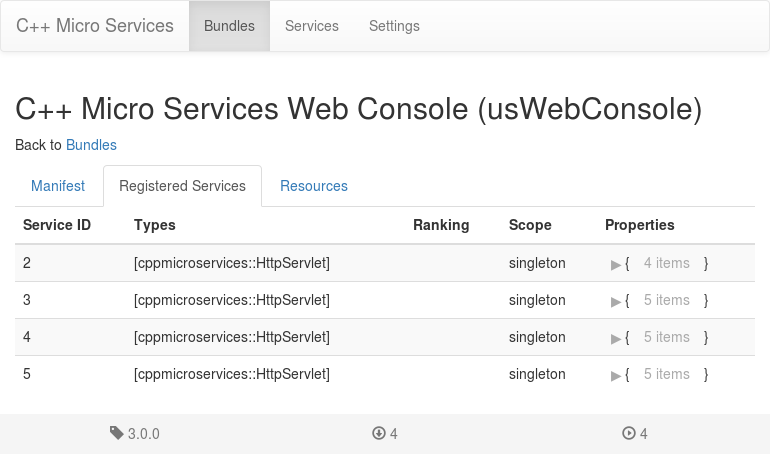 C++ Micro Services Bundles Services Settings
C++ Micro Services Web Console (usWebConsole)
Back to Bundles
Manifest Registered Services Resources
Service ID Types Ranking Scope Properties
2 [cppmicroservices::HttpServlet] singleton ▶ { 4 items }
3 [cppmicroservices::HttpServlet] singleton ▶ { 5 items }
4 [cppmicroservices::HttpServlet] singleton ▶ { 5 items }
5 [cppmicroservices::HttpServlet] singleton ▶ { 5 items }
3.0.0 4 4